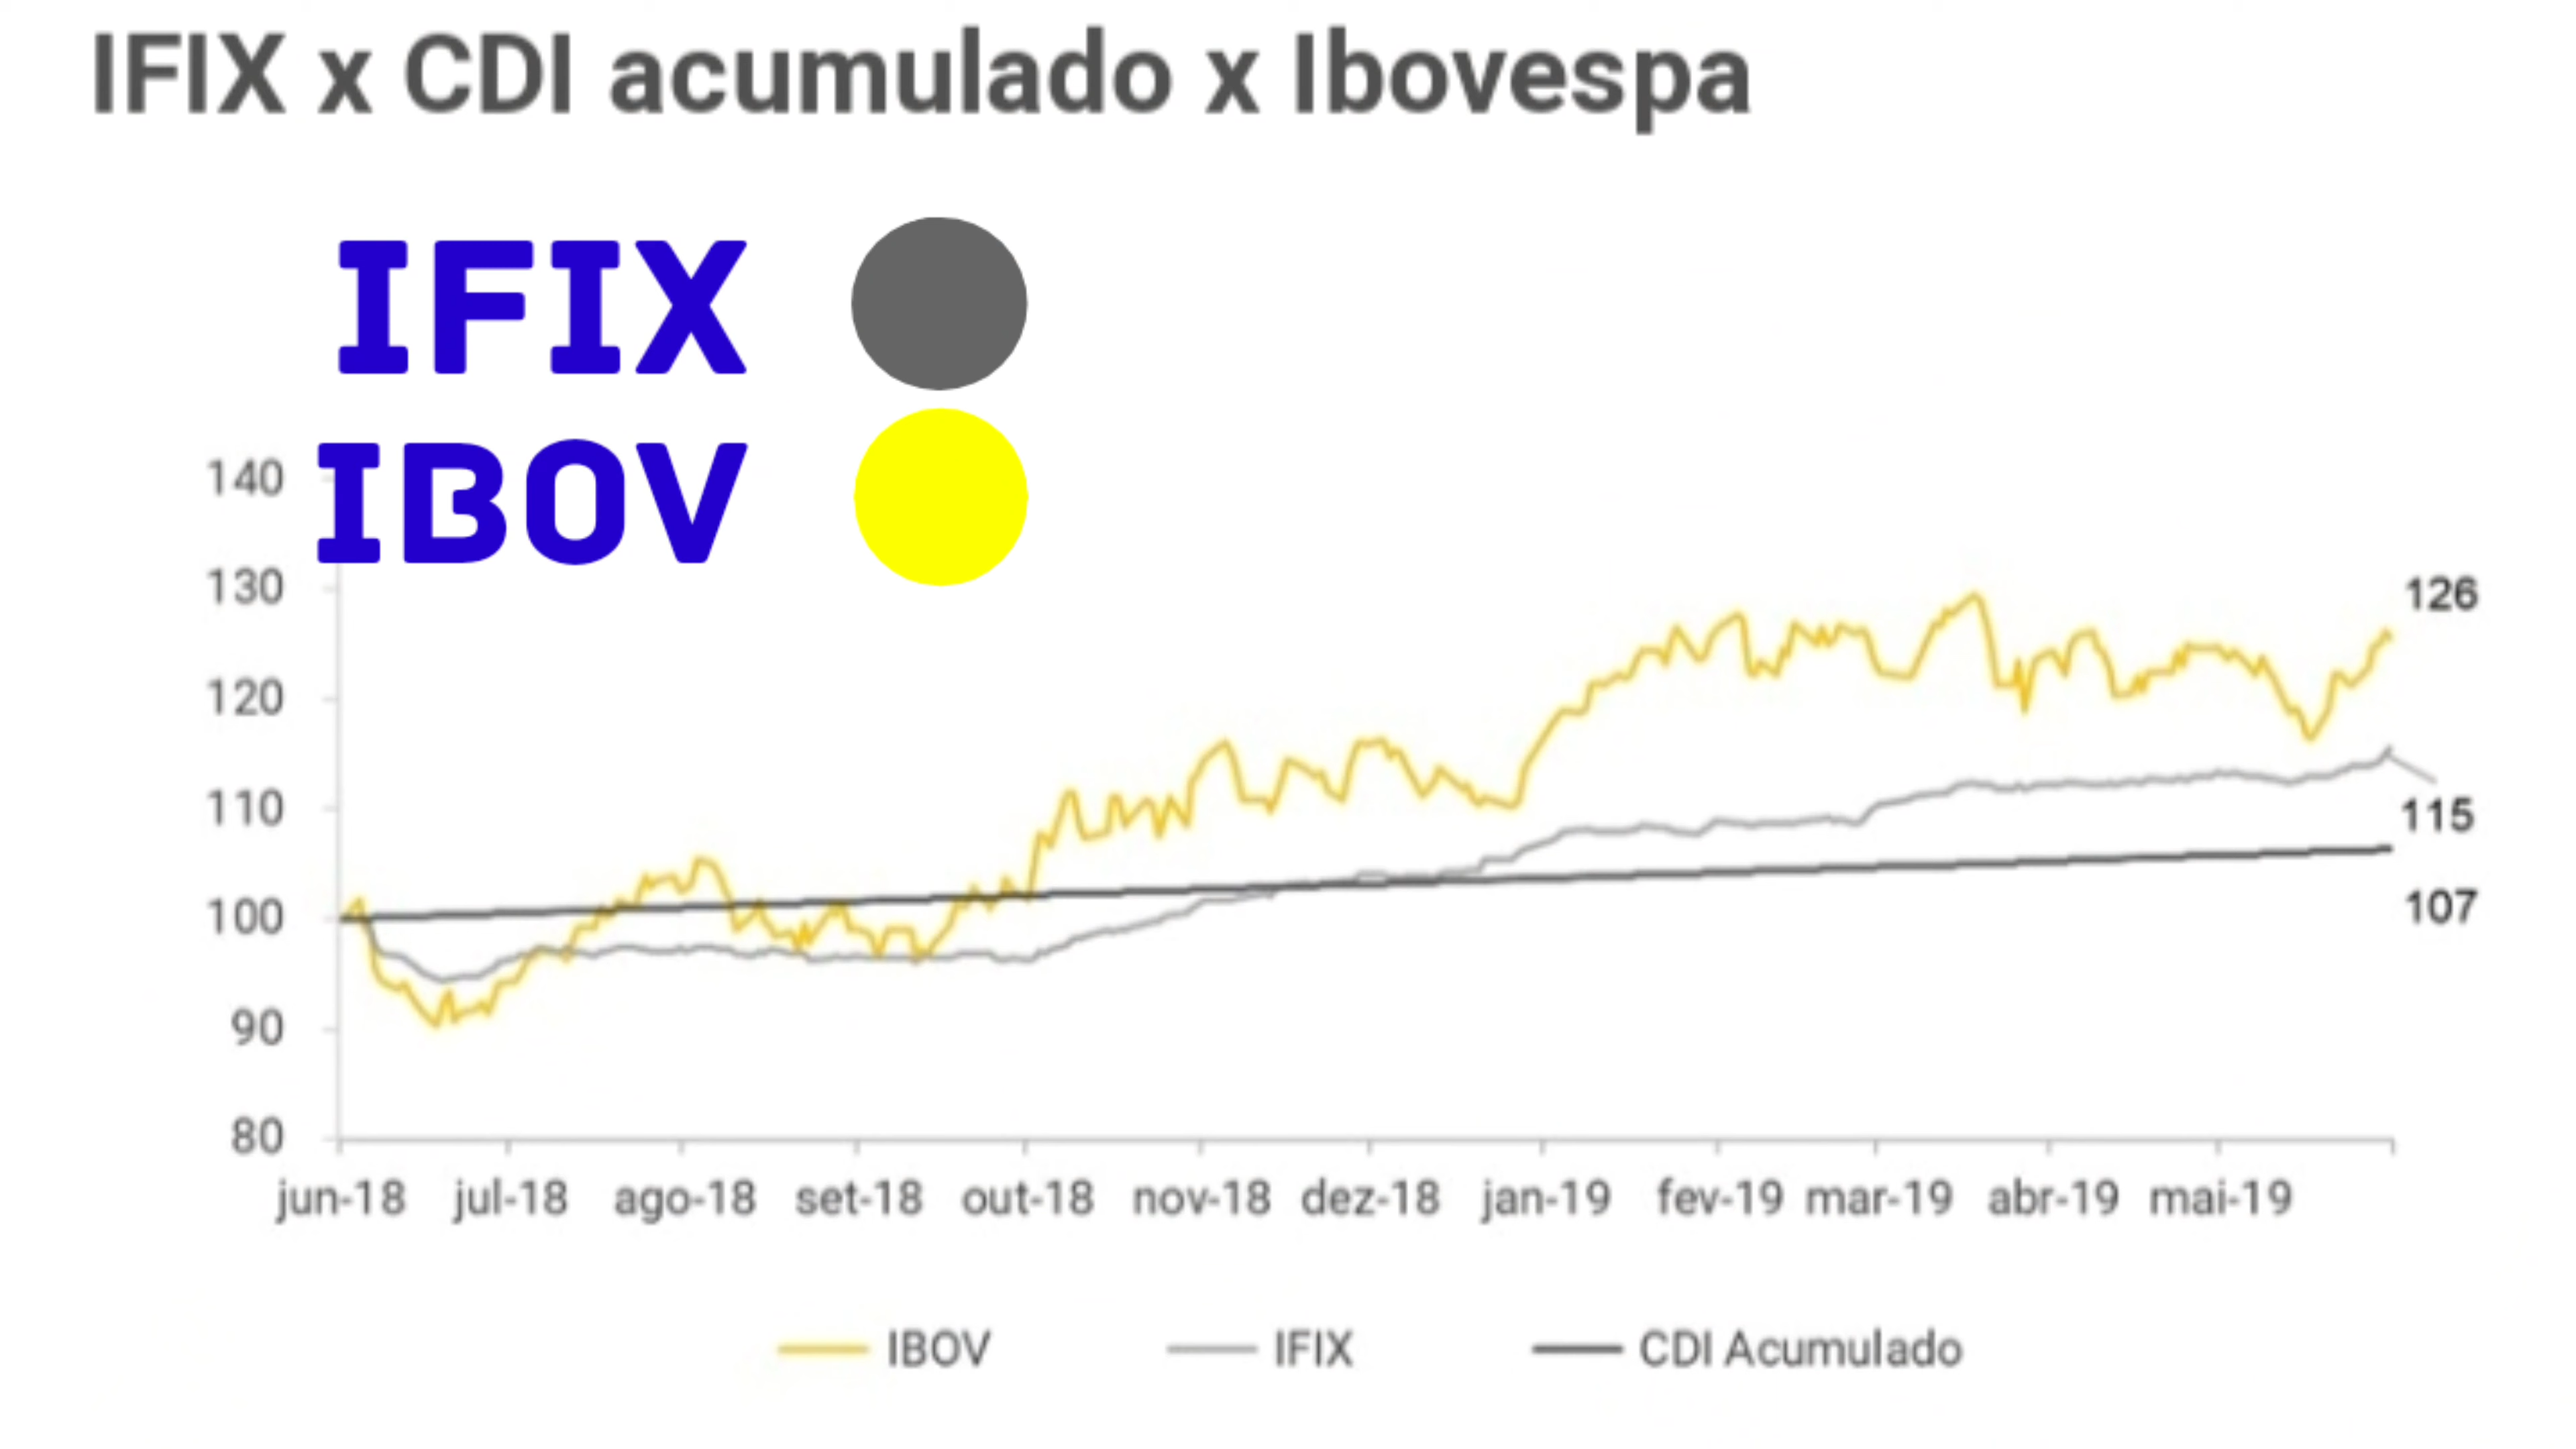 IFIX x CDI acumulado x Ibovespa
IFIX
IBOV
140
130
120
110
100
90
80
126
115
107
jun-18 jul-18 ago-18 set-18 out-18 nov-18 dez-18 jan-19 fev-19 mar-19 abr-19 mai-19
IBOV IFIX CDI Acumulado